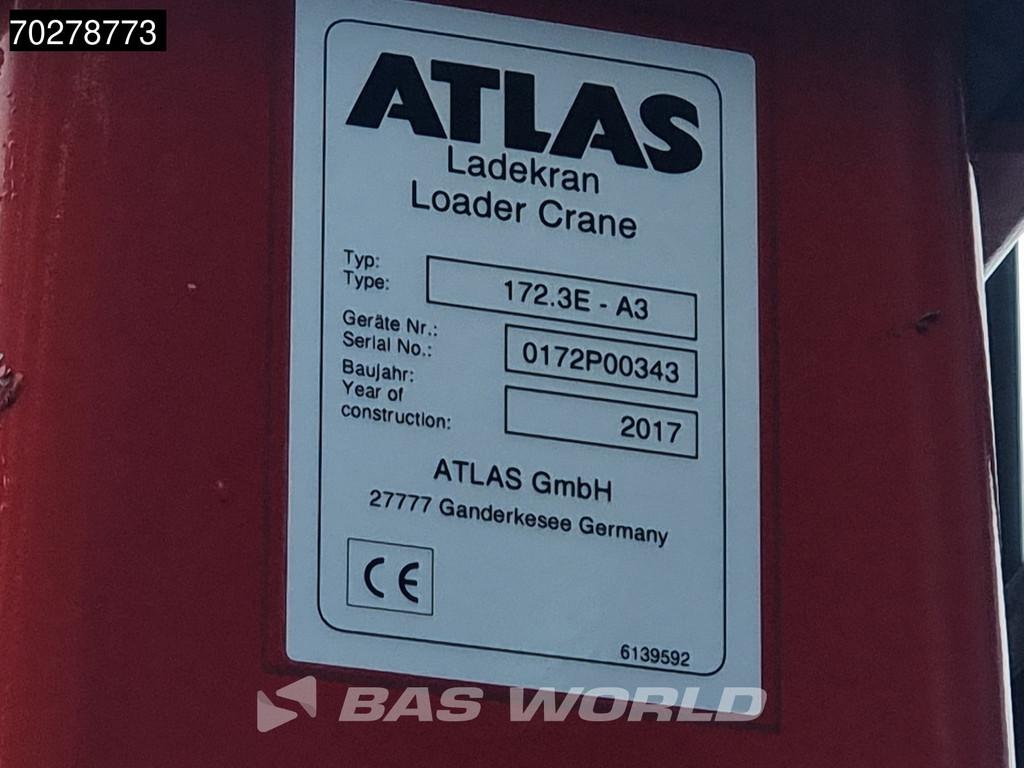 70278773
ATLAS
Ladekran
Loader Crane
Typ:
Type: 172.3E - A3
Geräte Nr.:
Serial No.: 0172P00343
Baujahr:
Year of
construction: 2017
ATLAS GmbH
27777 Ganderkesee Germany
CE
6139592
BAS WORLD